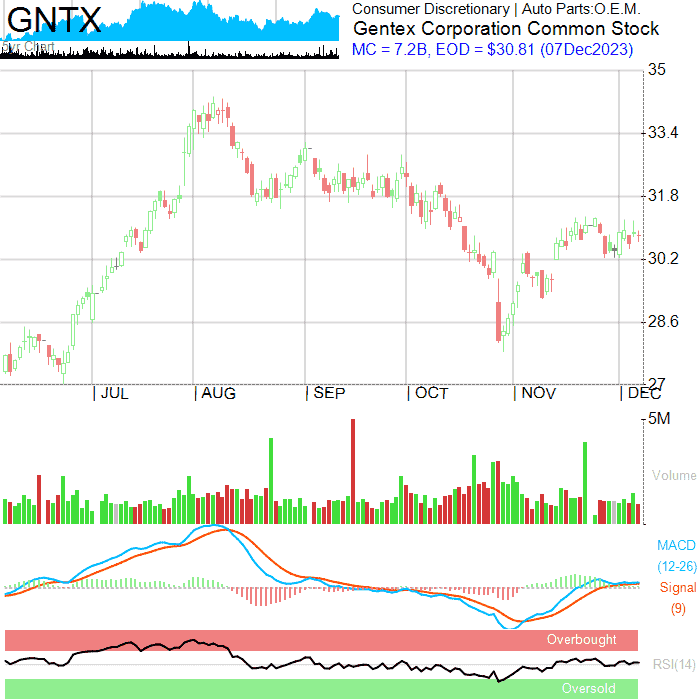 GNTX
5yr Chart
Consumer Discretionary | Auto Parts:O.E.M.
Gentex Corporation Common Stock
MC = 7.2B, EOD = $30.81 (07Dec2023)
35
33.4
31.8
30.2
28.6
27
| JUL | AUG | SEP | OCT | NOV | DEC
5M
Volume
MACD
(12-26)
Signal
(9)
Overbought
RSI(14)
Oversold